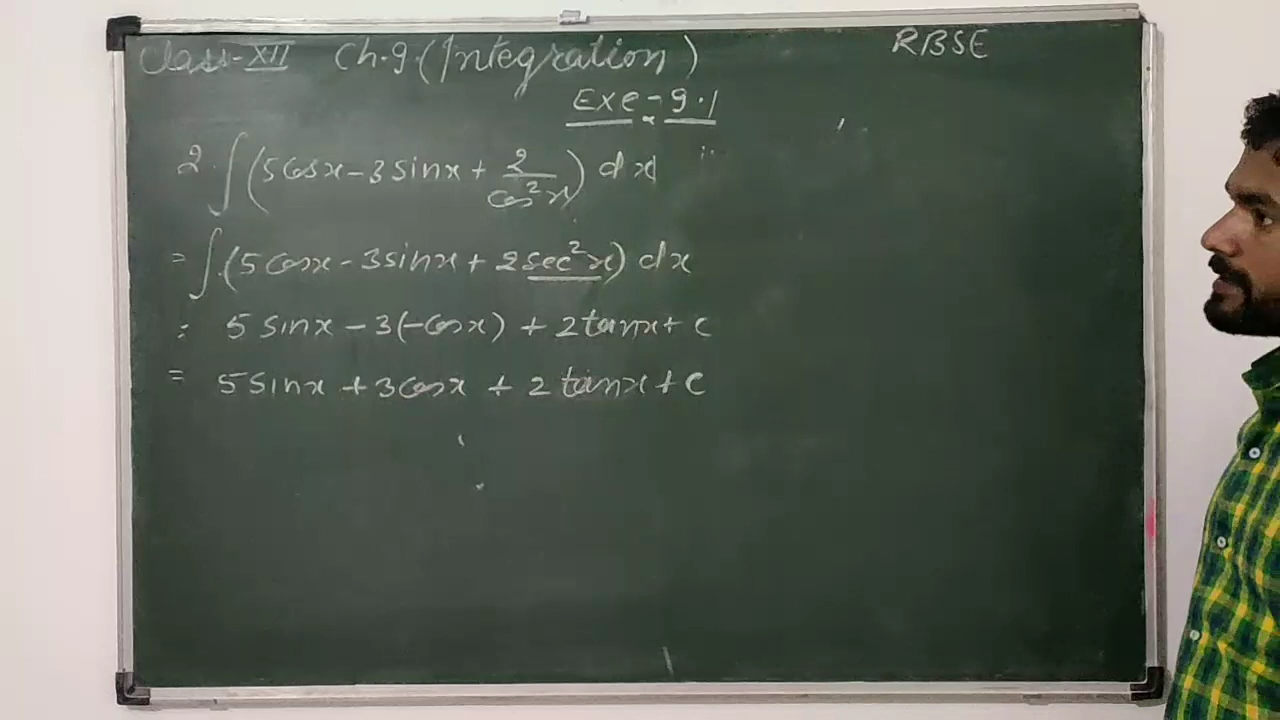 Class-XII Ch.9.(Integration) RBSE
Exe-9.1
2. ∫(5cosx-3sinx+2/cos²x) dx
= ∫(5cosx-3sinx+2sec²x) dx
: 5sinx-3(-cosx)+2tanx+c
= 5sinx+3cosx+2tanx+c